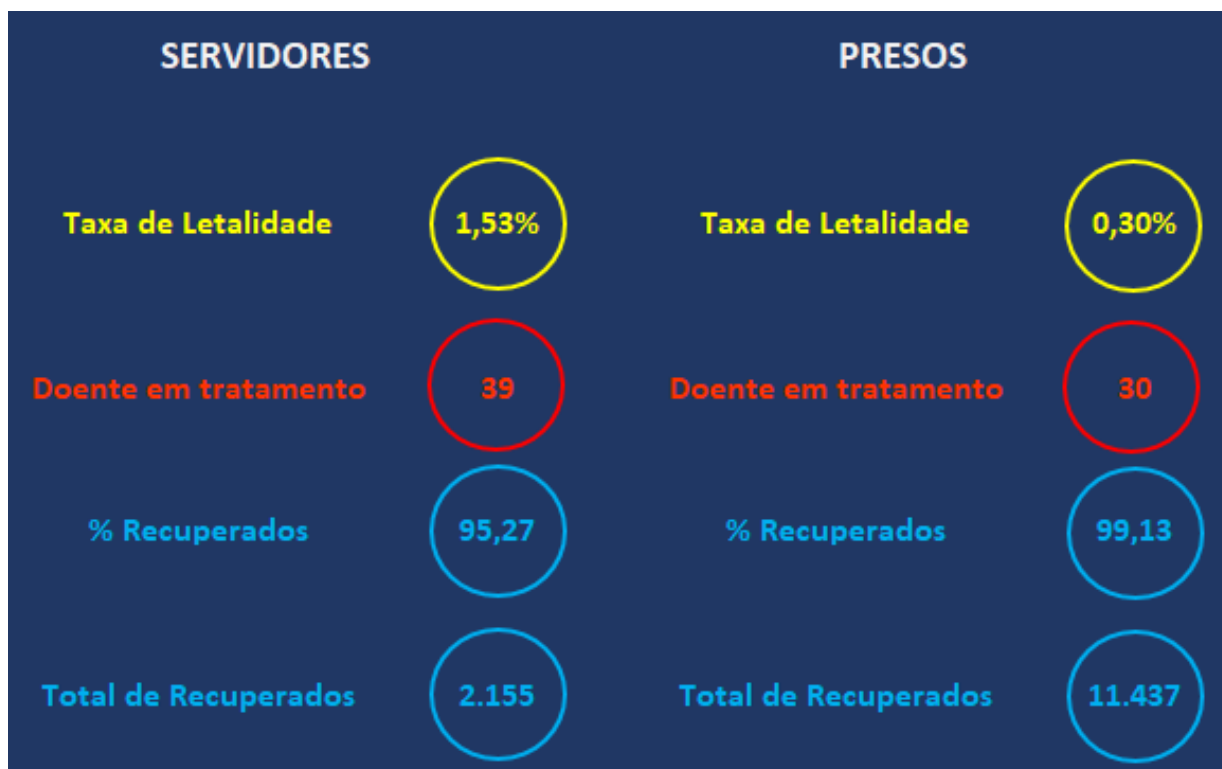 SERVIDORES
PRESOS
Taxa de Letalidade
1,53%
Taxa de Letalidade
0,30%
Doente em tratamento
39
Doente em tratamento
30
% Recuperados
95,27
% Recuperados
99,13
Total de Recuperados
2.155
Total de Recuperados
11.437